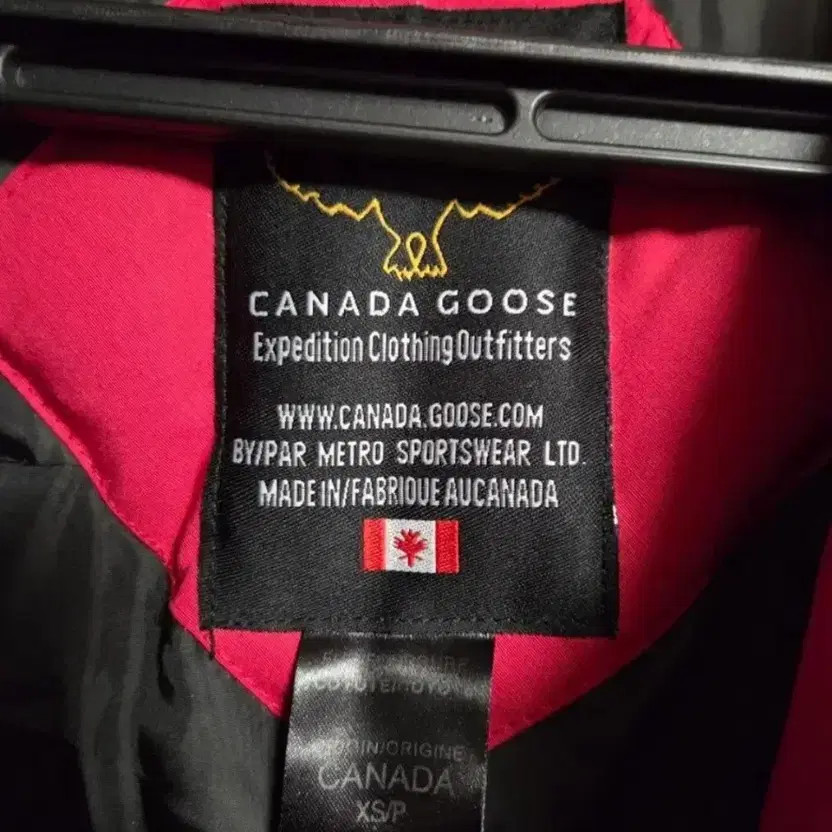 CANADA GOOSE
Expedition Clothing Outfitters
WWW.CANADA.GOOSE.COM
BY/PAR METRO SPORTSWEAR LTD.
MADE IN/FABRIOUE AUCANADA
ORIGIN/ORIGINE
CANADA
XS/P